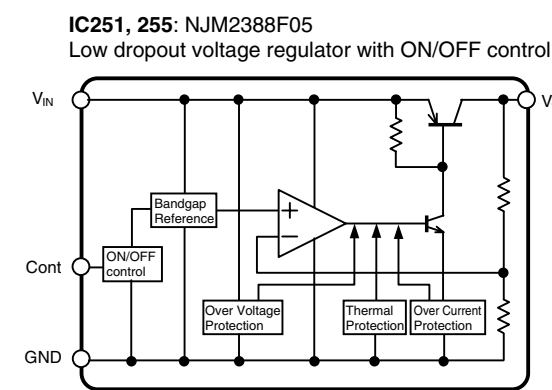 IC251, 255: NJM2388F05
Low dropout voltage regulator with ON/OFF control
VIN
V
Bandgap
Reference
+
−
ON/OFF
control
Cont
Over Voltage
Protection
Thermal
Protection
Over Current
Protection
GND